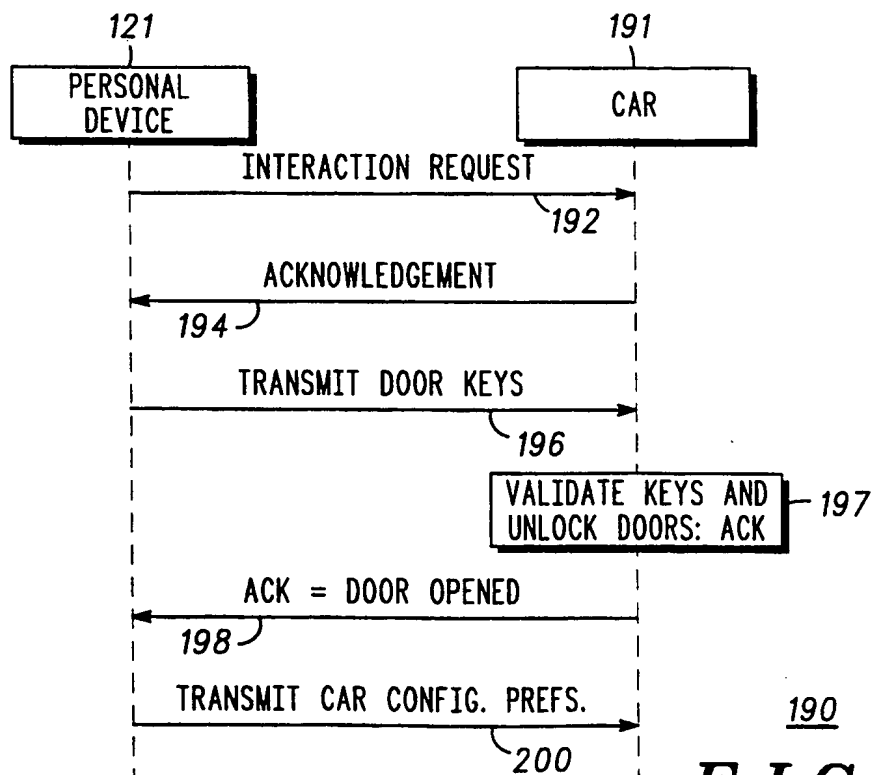 121
191
PERSONAL
DEVICE
CAR
INTERACTION REQUEST
192
ACKNOWLEDGEMENT
194
TRANSMIT DOOR KEYS
196
VALIDATE KEYS AND
UNLOCK DOORS: ACK
197
ACK = DOOR OPENED
198
TRANSMIT CAR CONFIG. PREFS.
190
200